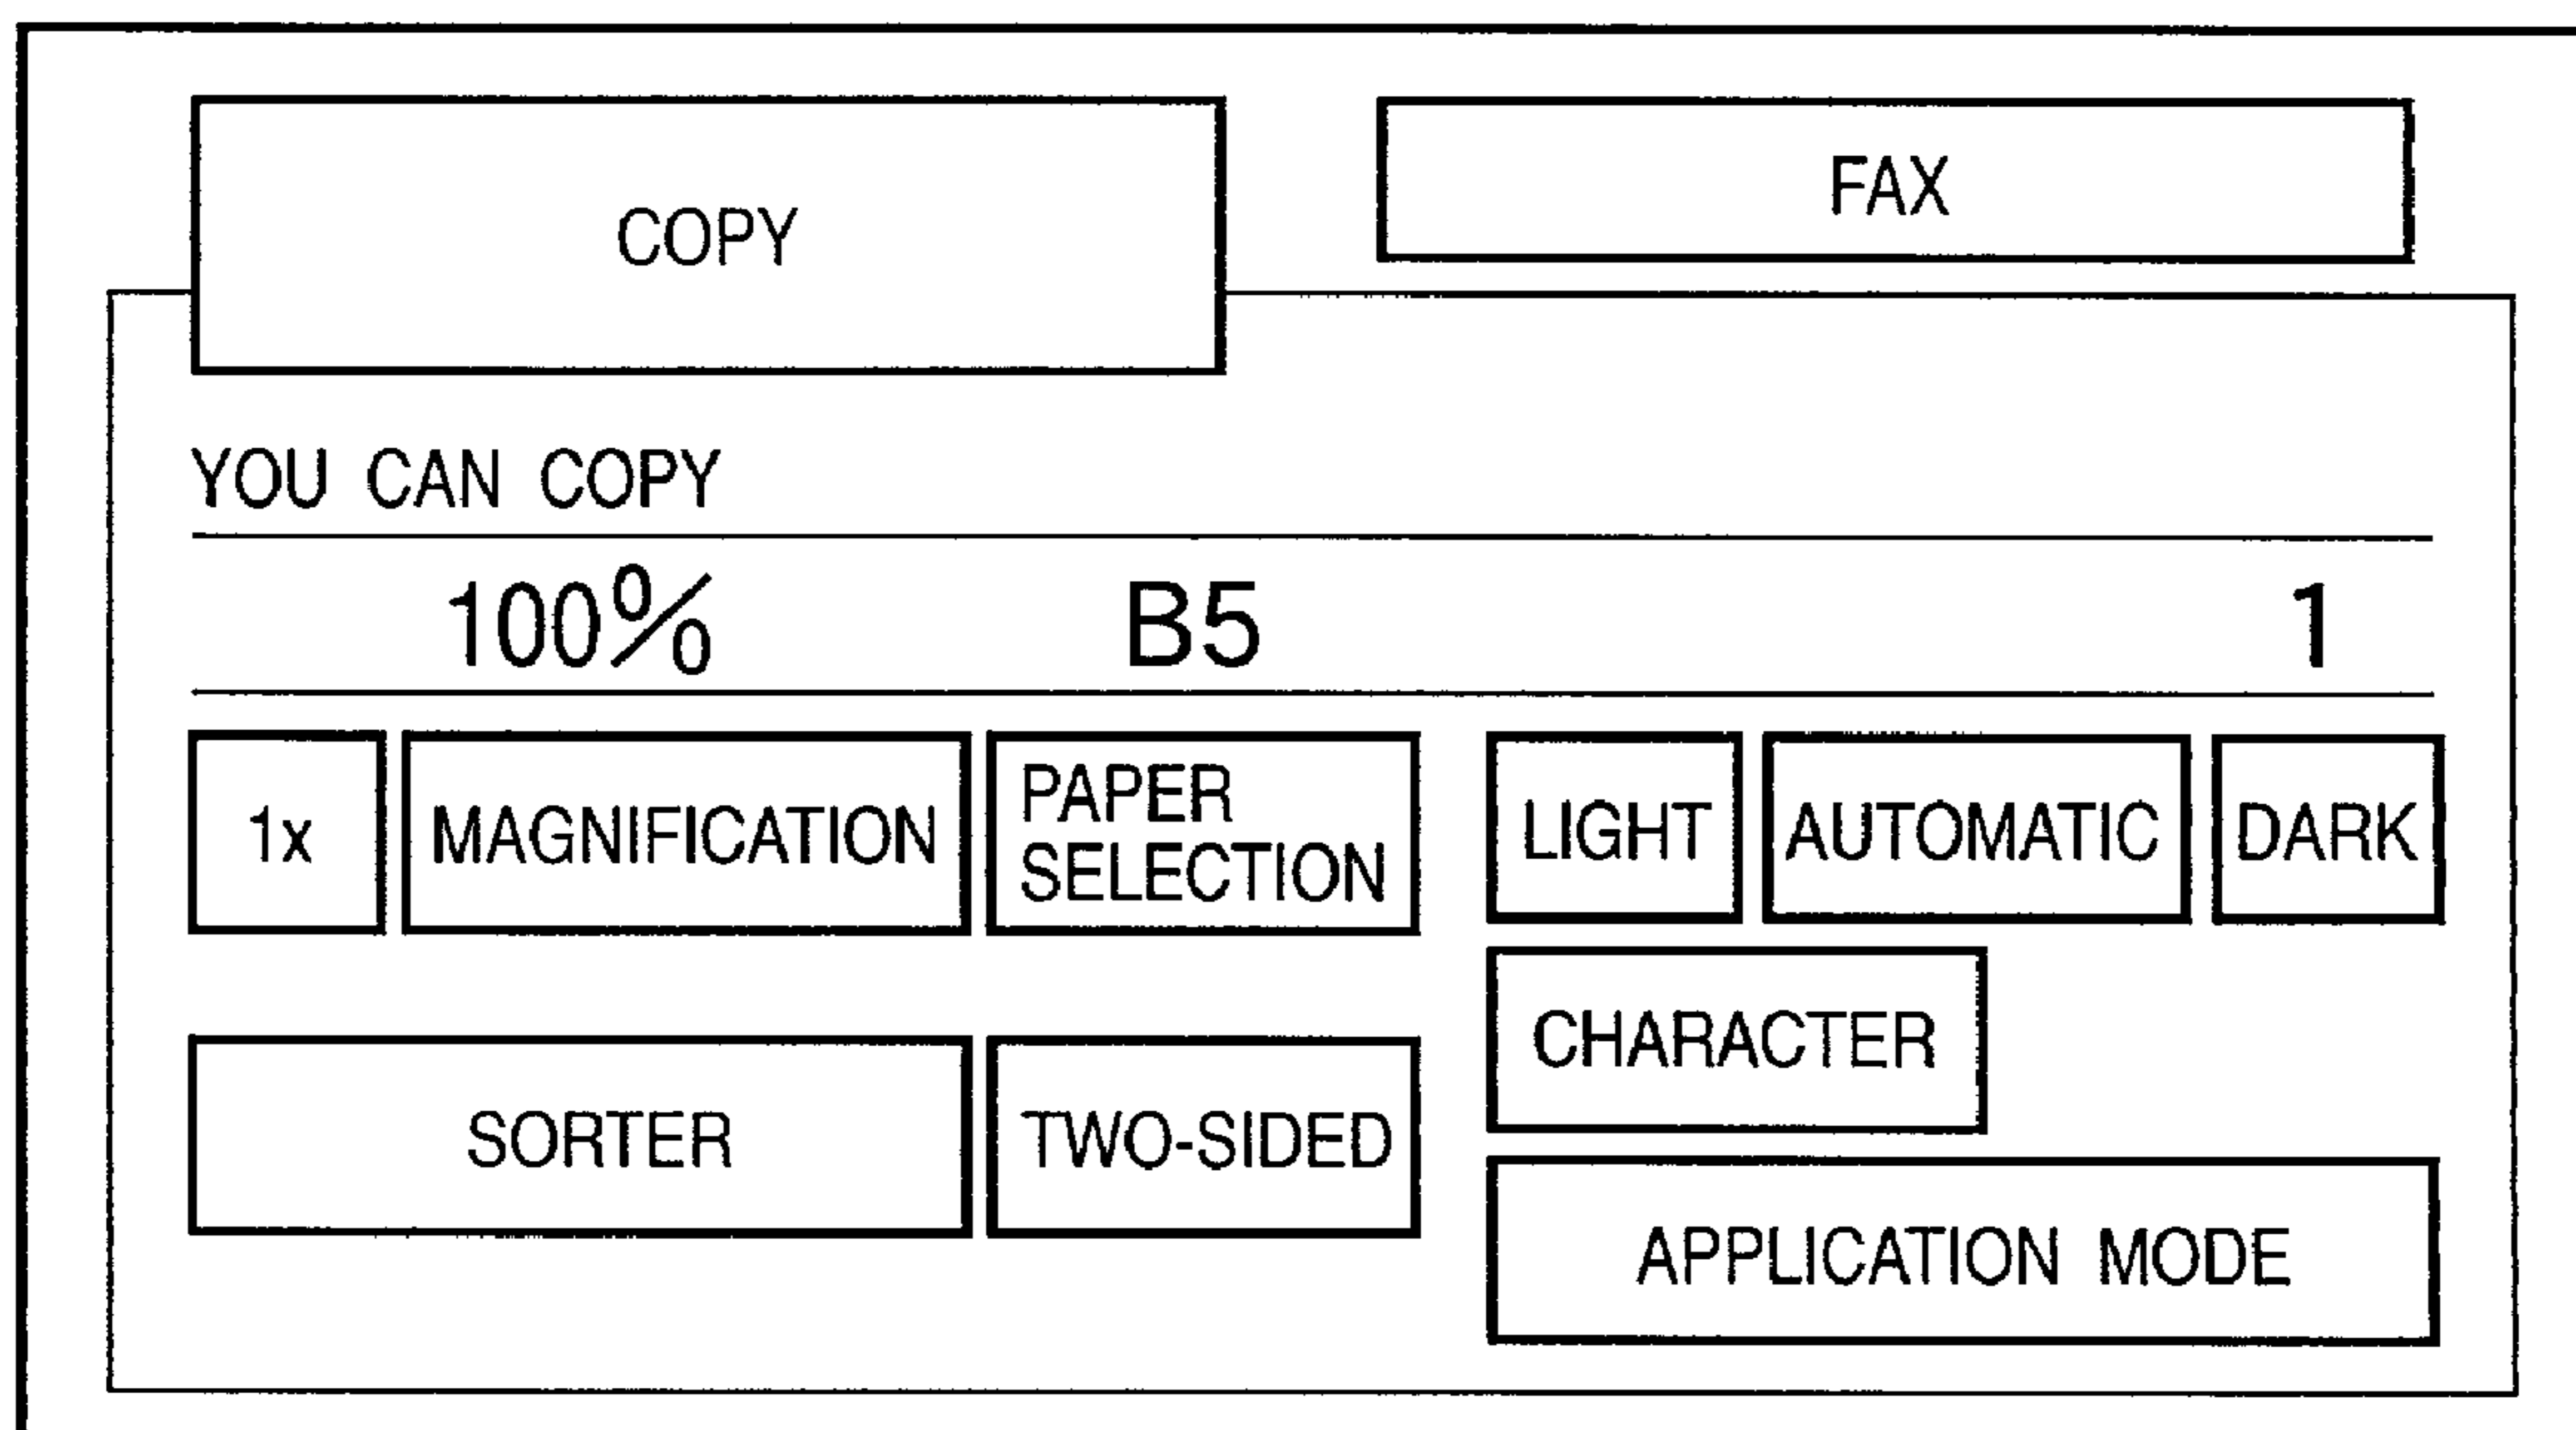 COPY
FAX
YOU CAN COPY
100% B5 1
1x
MAGNIFICATION
PAPER
SELECTION
LIGHT
AUTOMATIC
DARK
CHARACTER
SORTER
TWO-SIDED
APPLICATION MODE